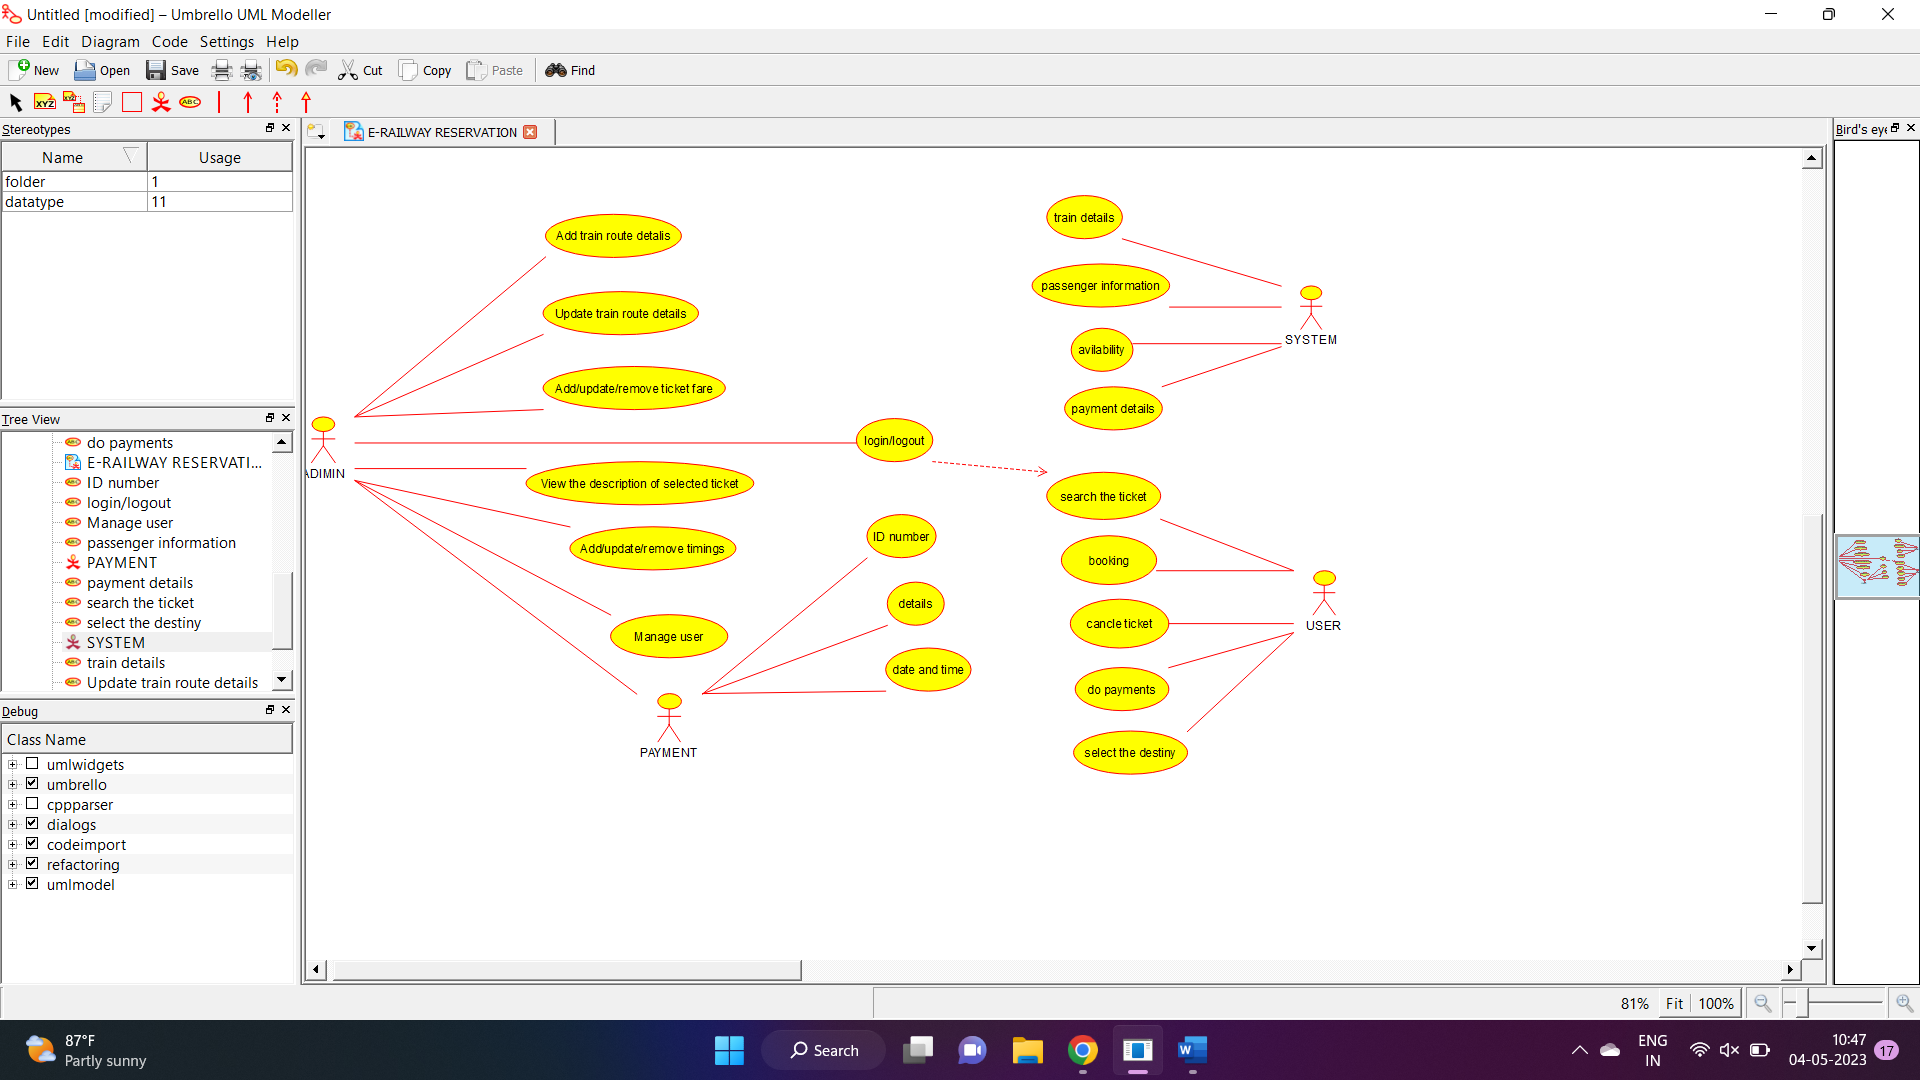 Untitled [modified] – Umbrello UML Modeller
File Edit Diagram Code Settings Help
New Open Save Cut Copy Paste Find
XYZ XYZ ABC
Stereotypes
Name Usage
folder 1
datatype 11
Tree View
do payments
E-RAILWAY RESERVATI...
ID number
login/logout
Manage user
passenger information
PAYMENT
payment details
search the ticket
select the destiny
SYSTEM
train details
Update train route details
Debug
Class Name
umlwidgets
umbrello
cppparser
dialogs
codeimport
refactoring
umlmodel
E-RAILWAY RESERVATION
Add train route detalis
Update train route details
Add/update/remove ticket fare
ADIMIN
login/logout
View the description of selected ticket
Add/update/remove timings
Manage user
PAYMENT
ID number
details
date and time
train details
passenger information
avilability
payment details
SYSTEM
search the ticket
booking
cancle ticket
do payments
select the destiny
USER
Bird's eye
81% Fit 100%
87°F
Partly sunny
Search
ENG
IN
10:47
04-05-2023
17